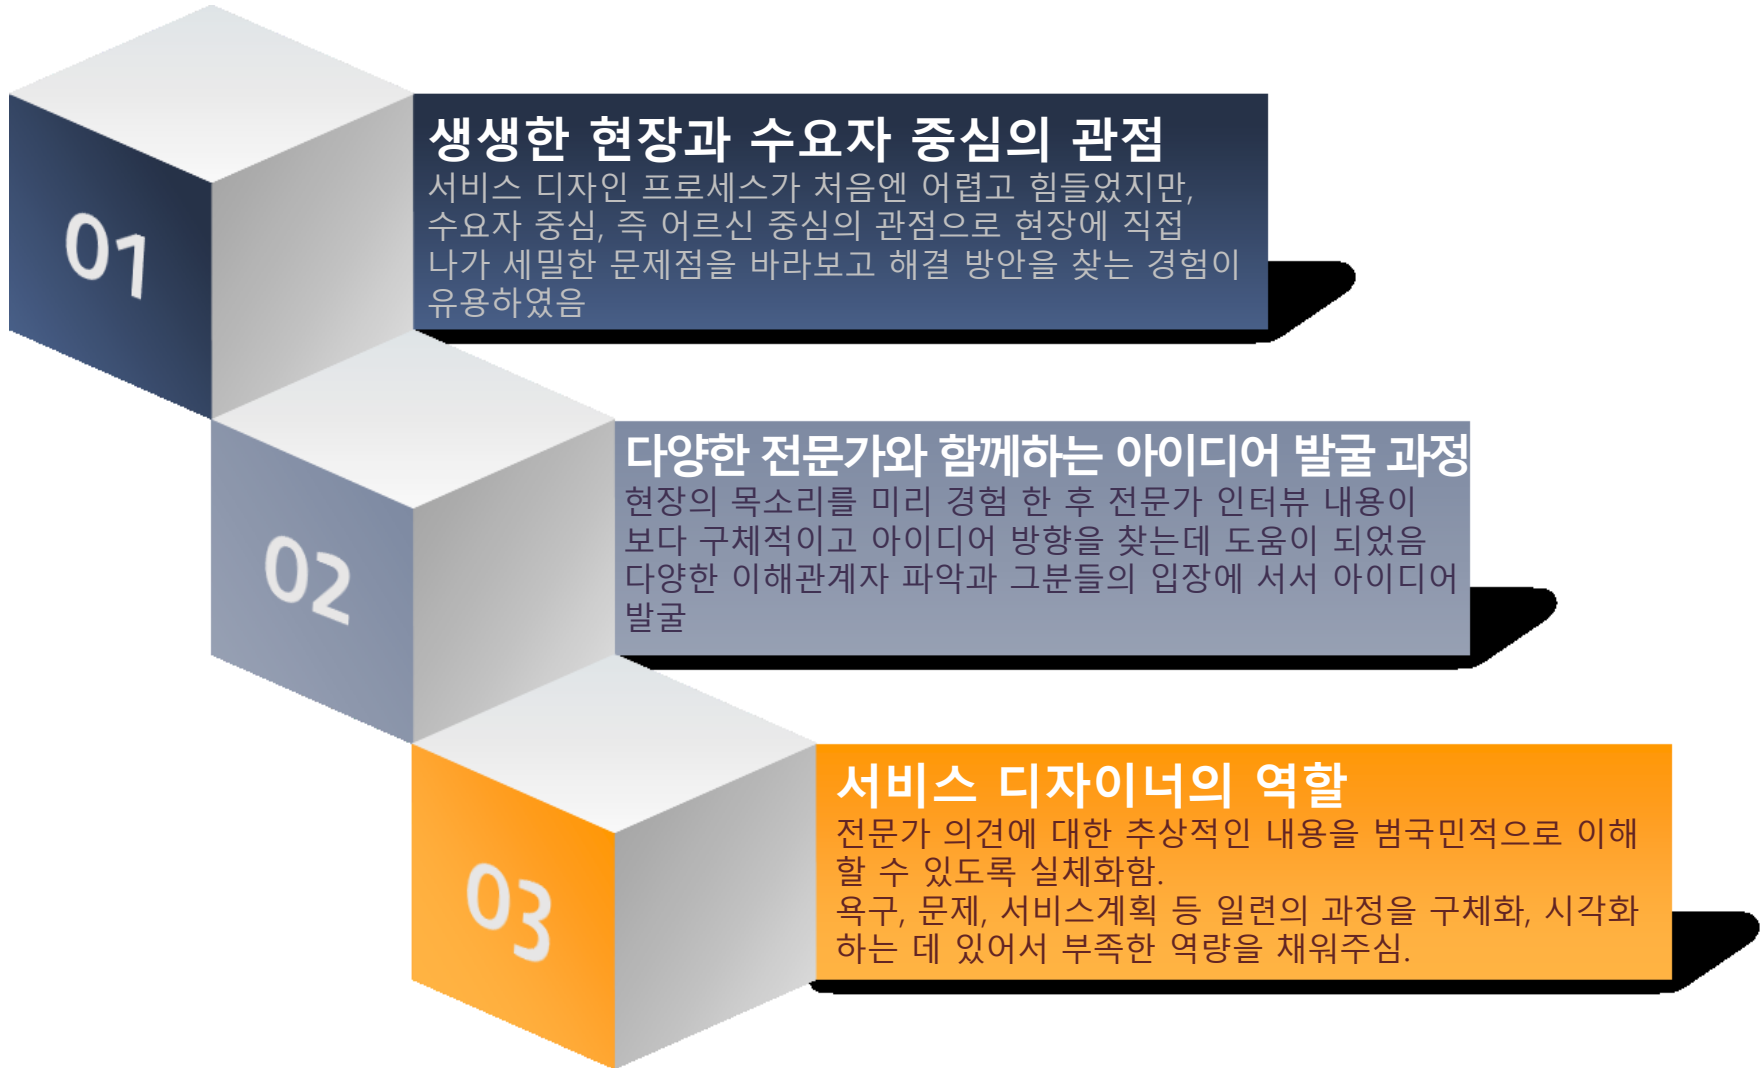 01
생생한 현장과 수요자 중심의 관점
서비스 디자인 프로세스가 처음엔 어렵고 힘들었지만,
수요자 중심, 즉 어르신 중심의 관점으로 현장에 직접
나가 세밀한 문제점을 바라보고 해결 방안을 찾는 경험이
유용하였음
02
다양한 전문가와 함께하는 아이디어 발굴 과정
현장의 목소리를 미리 경험 한 후 전문가 인터뷰 내용이
보다 구체적이고 아이디어 방향을 찾는데 도움이 되었음
다양한 이해관계자 파악과 그분들의 입장에 서서 아이디어
발굴
03
서비스 디자이너의 역할
전문가 의견에 대한 추상적인 내용을 범국민적으로 이해
할 수 있도록 실체화함.
욕구, 문제, 서비스계획 등 일련의 과정을 구체화, 시각화
하는 데 있어서 부족한 역량을 채워주심.